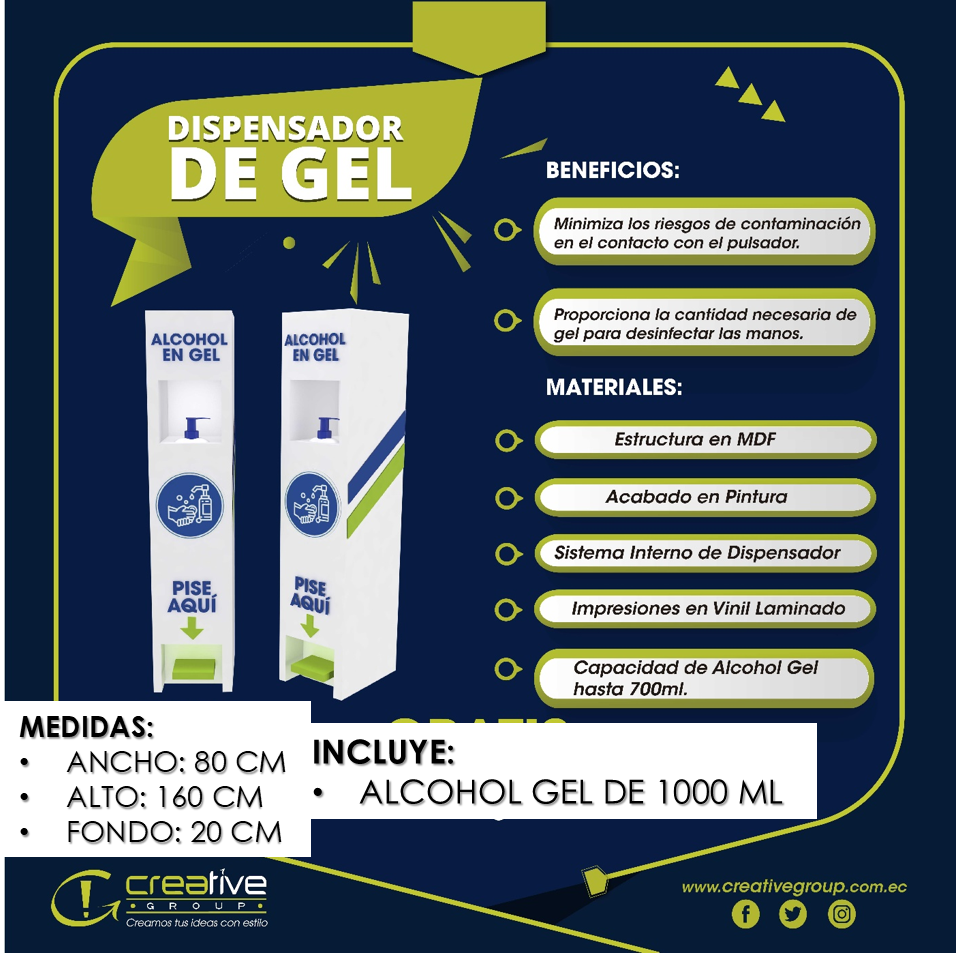 DISPENSADOR
DE GEL
BENEFICIOS:
Minimiza los riesgos de contaminación
en el contacto con el pulsador.
Proporciona la cantidad necesaria de
gel para desinfectar las manos.
MATERIALES:
Estructura en MDF
Acabado en Pintura
Sistema Interno de Dispensador
Impresiones en Vinil Laminado
Capacidad de Alcohol Gel
hasta 700ml.
ALCOHOL
EN GEL
PISE
AQUÍ
ALCOHOL
EN GEL
PISE
AQUÍ
MEDIDAS:
• ANCHO: 80 CM
• ALTO: 160 CM
• FONDO: 20 CM
INCLUYE:
• ALCOHOL GEL DE 1000 ML
creative
GROUP
Creamos tus ideas con estilo
www.creativegroup.com.ec